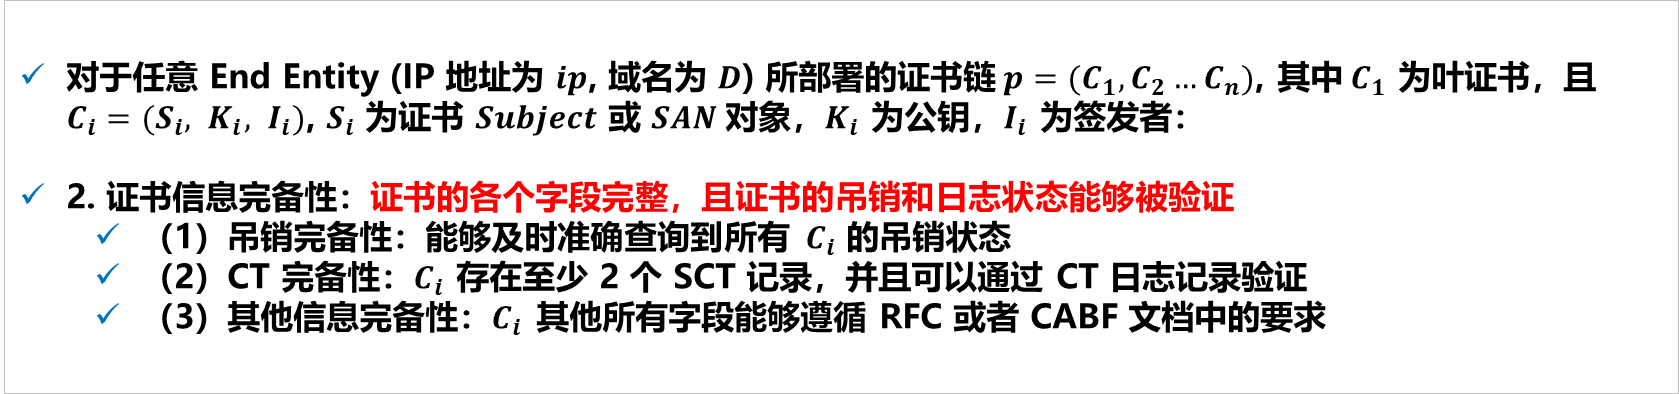 ✓ 对于任意 End Entity (IP 地址为 ip, 域名为 D) 所部署的证书链 p = (C₁, C₂ … Cₙ), 其中 C₁ 为叶证书，且
Cᵢ = (Sᵢ, Kᵢ, Iᵢ), Sᵢ 为证书 Subject 或 SAN 对象，Kᵢ 为公钥，Iᵢ 为签发者：
✓ 2. 证书信息完备性：证书的各个字段完整，且证书的吊销和日志状态能够被验证
✓ （1）吊销完备性：能够及时准确查询到所有 Cᵢ 的吊销状态
✓ （2）CT 完备性：Cᵢ 存在至少 2 个 SCT 记录，并且可以通过 CT 日志记录验证
✓ （3）其他信息完备性：Cᵢ 其他所有字段能够遵循 RFC 或者 CABF 文档中的要求